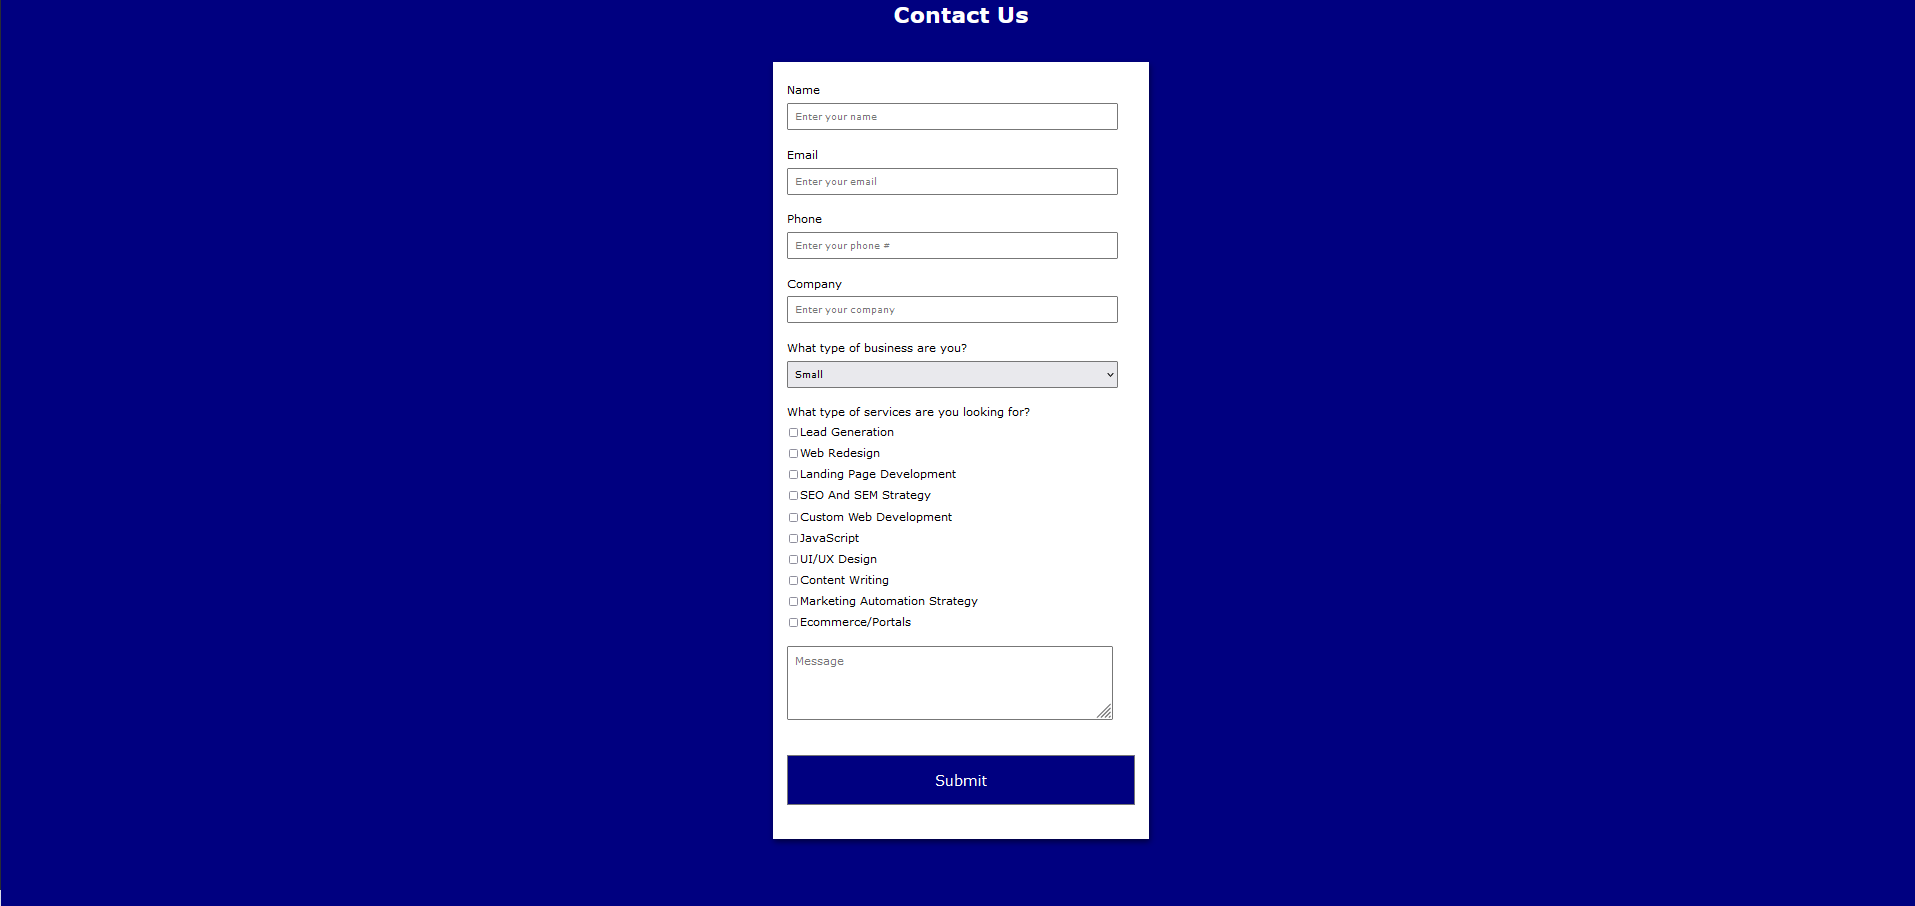 Contact Us
Name
Enter your name
Email
Enter your email
Phone
Enter your phone #
Company
Enter your company
What type of business are you?
Small
What type of services are you looking for?
Lead Generation
Web Redesign
Landing Page Development
SEO And SEM Strategy
Custom Web Development
JavaScript
UI/UX Design
Content Writing
Marketing Automation Strategy
Ecommerce/Portals
Message
Submit